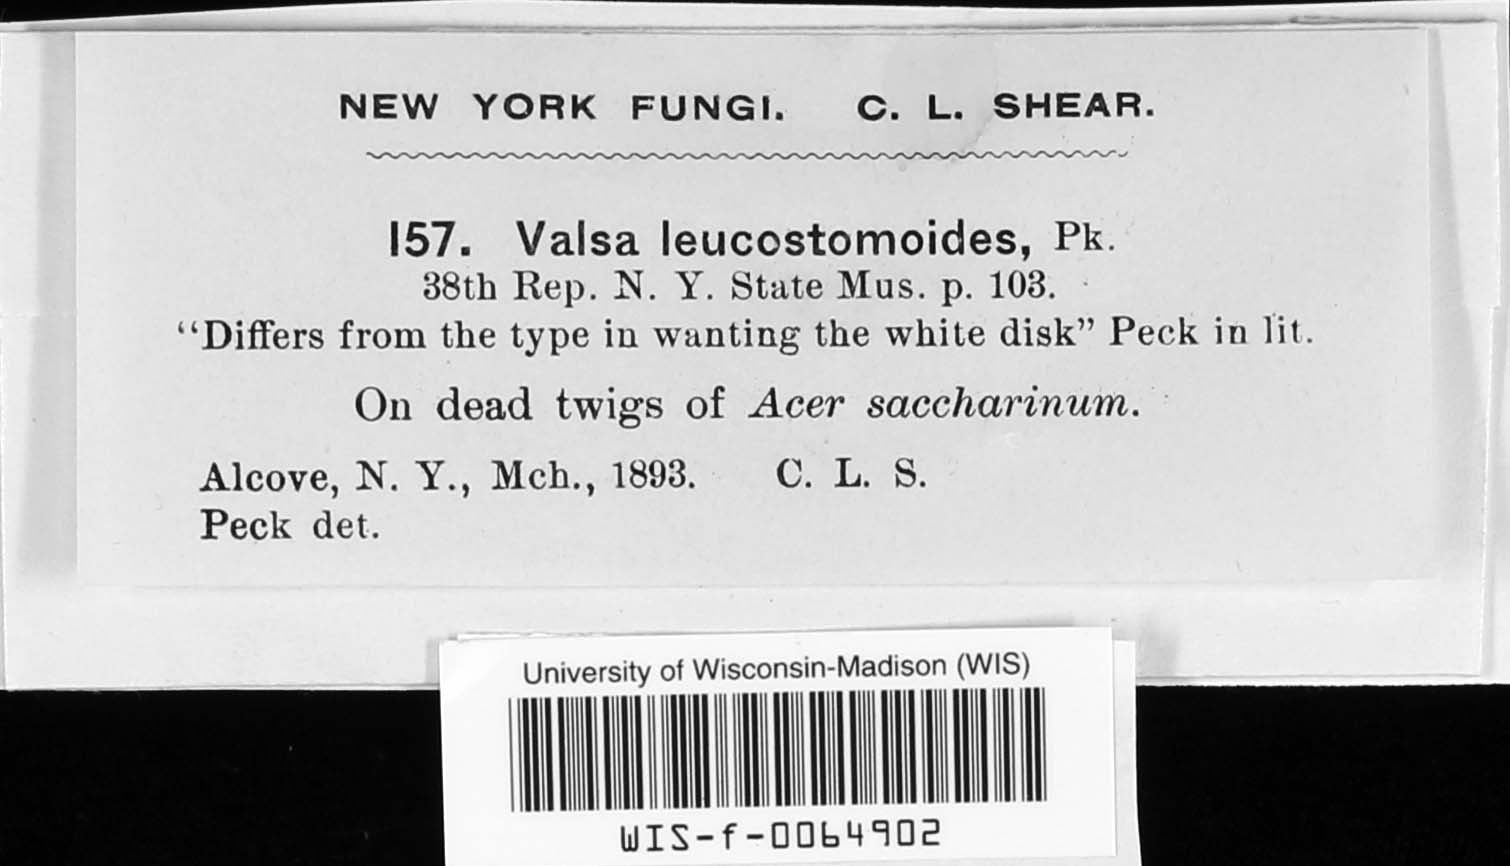 NEW YORK FUNGI. C. L. SHEAR.
157. Valsa leucostomoides, Pk.
38th Rep. N. Y. State Mus. p. 103.
“Differs from the type in wanting the white disk” Peck in lit.
On dead twigs of Acer saccharinum.
Alcove, N. Y., Mch., 1893. C. L. S.
Peck det.
University of Wisconsin-Madison (WIS)
WIS-f-0064902